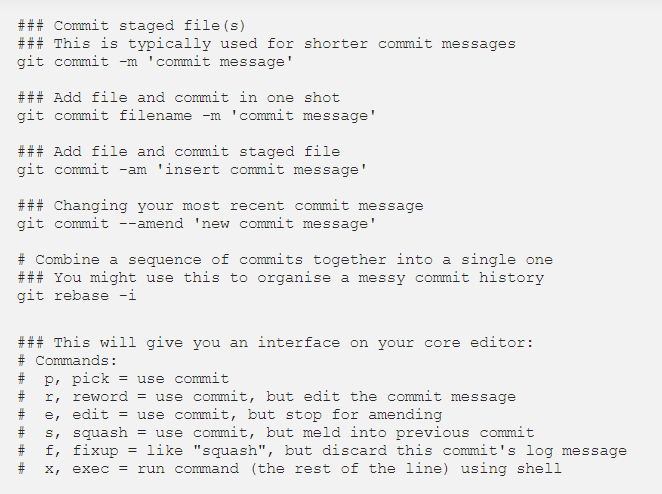 ### Commit staged file(s)
### This is typically used for shorter commit messages
git commit -m 'commit message'
### Add file and commit in one shot
git commit filename -m 'commit message'
### Add file and commit staged file
git commit -am 'insert commit message'
### Changing your most recent commit message
git commit --amend 'new commit message'
# Combine a sequence of commits together into a single one
### You might use this to organise a messy commit history
git rebase -i
### This will give you an interface on your core editor:
# Commands:
#  p, pick = use commit
#  r, reword = use commit, but edit the commit message
#  e, edit = use commit, but stop for amending
#  s, squash = use commit, but meld into previous commit
#  f, fixup = like "squash", but discard this commit's log message
#  x, exec = run command (the rest of the line) using shell